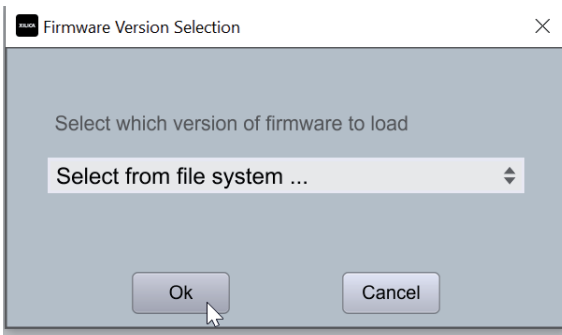 Firmware Version Selection
Select which version of firmware to load
Select from file system ...
Ok
Cancel